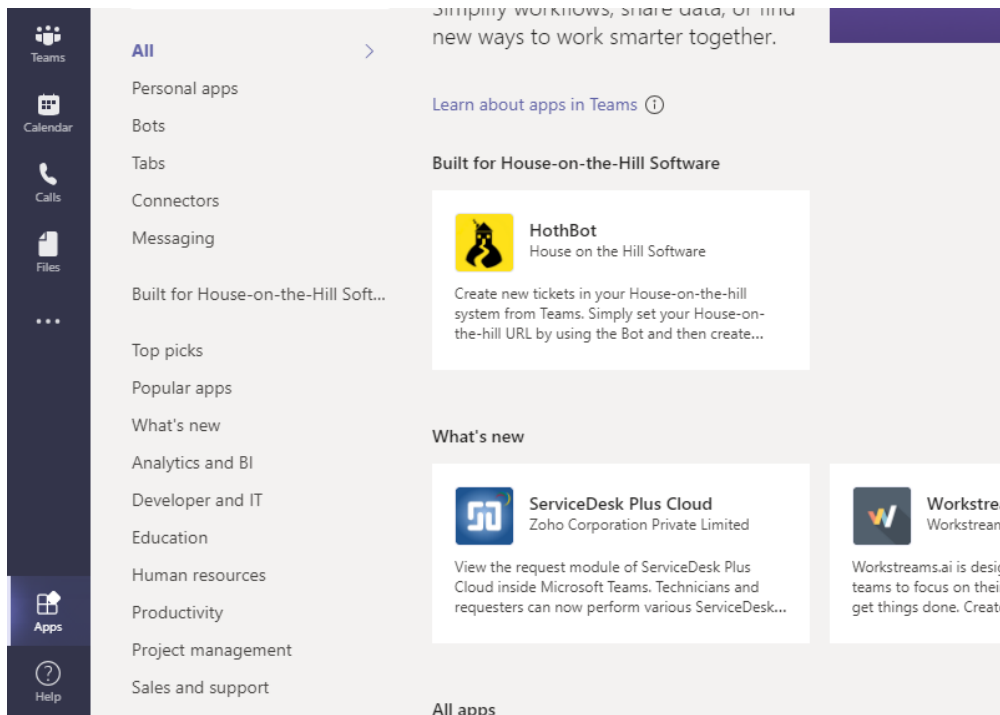 Teams
Calendar
Calls
Files
Apps
Help
All
Personal apps
Bots
Tabs
Connectors
Messaging
Built for House-on-the-Hill Soft...
Top picks
Popular apps
What's new
Analytics and BI
Developer and IT
Education
Human resources
Productivity
Project management
Sales and support
Simplify workflows, share data, or find
new ways to work smarter together.
Learn about apps in Teams
Built for House-on-the-Hill Software
HothBot
House on the Hill Software
Create new tickets in your House-on-the-hill
system from Teams. Simply set your House-on-
the-hill URL by using the Bot and then create...
What's new
ServiceDesk Plus Cloud
Zoho Corporation Private Limited
View the request module of ServiceDesk Plus
Cloud inside Microsoft Teams. Technicians and
requesters can now perform various ServiceDesk...
Workstre
Workstream
Workstreams.ai is desig
teams to focus on their
get things done. Create
All apps